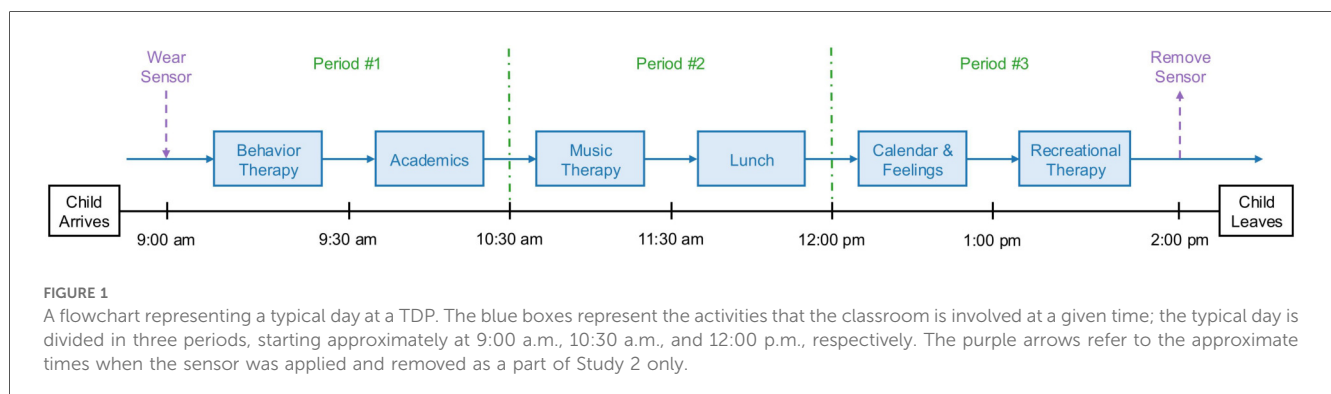 Wear
Sensor
Period #1
Period #2
Period #3
Remove
Sensor
Behavior
Therapy
Academics
Music
Therapy
Lunch
Calendar &
Feelings
Recreational
Therapy
Child
Arrives
Child
Leaves
9:00 am
9:30 am
10:30 am
11:30 am
12:00 pm
1:00 pm
2:00 pm
FIGURE 1
A flowchart representing a typical day at a TDP. The blue boxes represent the activities that the classroom is involved at a given time; the typical day is
divided in three periods, starting approximately at 9:00 a.m., 10:30 a.m., and 12:00 p.m., respectively. The purple arrows refer to the approximate
times when the sensor was applied and removed as a part of Study 2 only.